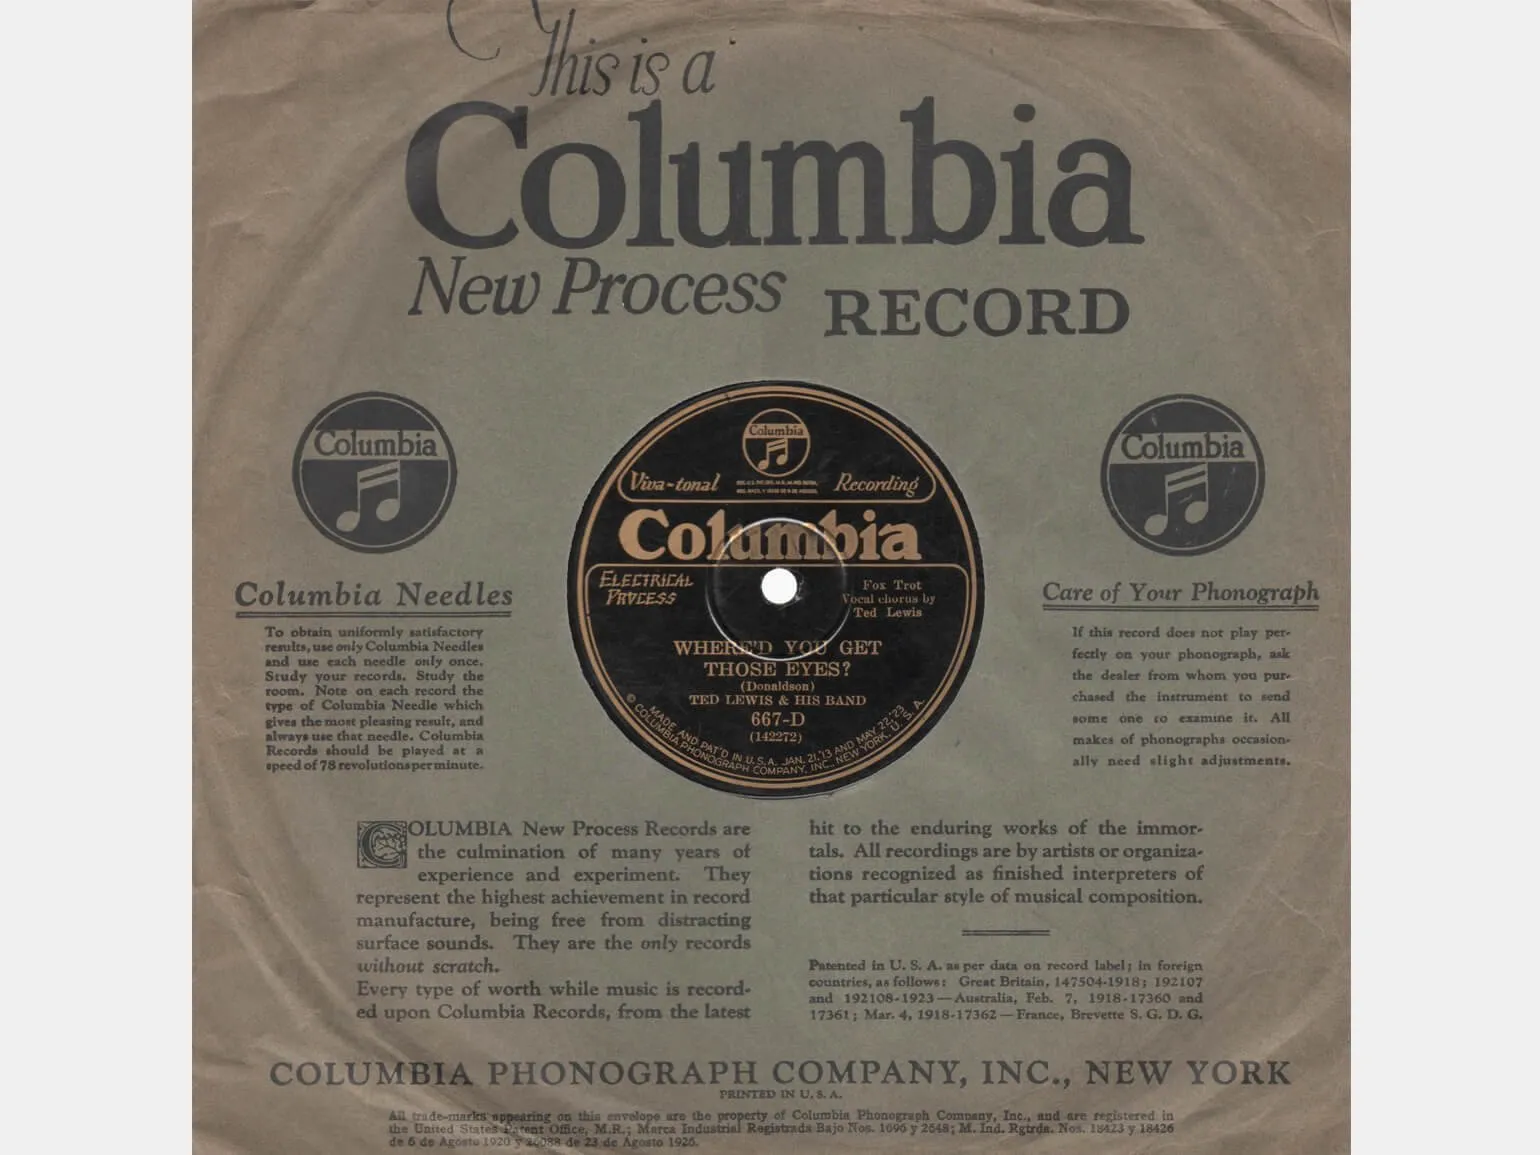 This is a
Columbia
New Process RECORD
Columbia
Columbia
Columbia Needles
To obtain uniformly satisfactory
results, use only Columbia Needles
and use each needle only once.
Study your records. Study the
room. Note on each record the
type of Columbia Needle which
gives the most pleasing result, and
always use that needle. Columbia
Records should be played at a
speed of 78 revolutions per minute.
Columbia
Viva-tonal Recording
Columbia
ELECTRICAL
PROCESS
Fox Trot
Vocal chorus by
Ted Lewis
WHERE'D YOU GET
THOSE EYES?
(Donaldson)
TED LEWIS & HIS BAND
667-D
(142272)
MADE AND PAT'D IN U.S.A. JAN. 21,'13 AND MAY 22,'23
© COLUMBIA PHONOGRAPH COMPANY, INC., NEW YORK, U. S. A.
Care of Your Phonograph
If this record does not play per-
fectly on your phonograph, ask
the dealer from whom you pur-
chased the instrument to send
some one to examine it. All
makes of phonographs occasion-
ally need slight adjustments.
COLUMBIA New Process Records are
the culmination of many years of
experience and experiment. They
represent the highest achievement in record
manufacture, being free from distracting
surface sounds. They are the only records
without scratch.
Every type of worth while music is record-
ed upon Columbia Records, from the latest
hit to the enduring works of the immor-
tals. All recordings are by artists or organiza-
tions recognized as finished interpreters of
that particular style of musical composition.
Patented in U. S. A. as per data on record label; in foreign
countries, as follows: Great Britain, 147504-1918; 192107
and 192108-1923—Australia, Feb. 7, 1918-17360 and
17361; Mar. 4, 1918-17362—France, Brevette S. G. D. G.
COLUMBIA PHONOGRAPH COMPANY, INC., NEW YORK
PRINTED IN U. S. A.
All trade-marks appearing on this envelope are the property of Columbia Phonograph Company, Inc., and are registered in
the United States Patent Office, M.R.; Marca Industrial Registrada Bajo Nos. 1696 y 2648; M. Ind. Rgtrda. Nos. 18423 y 18426
de 6 de Agosto 1920 y 26088 de 23 de Agosto 1926.